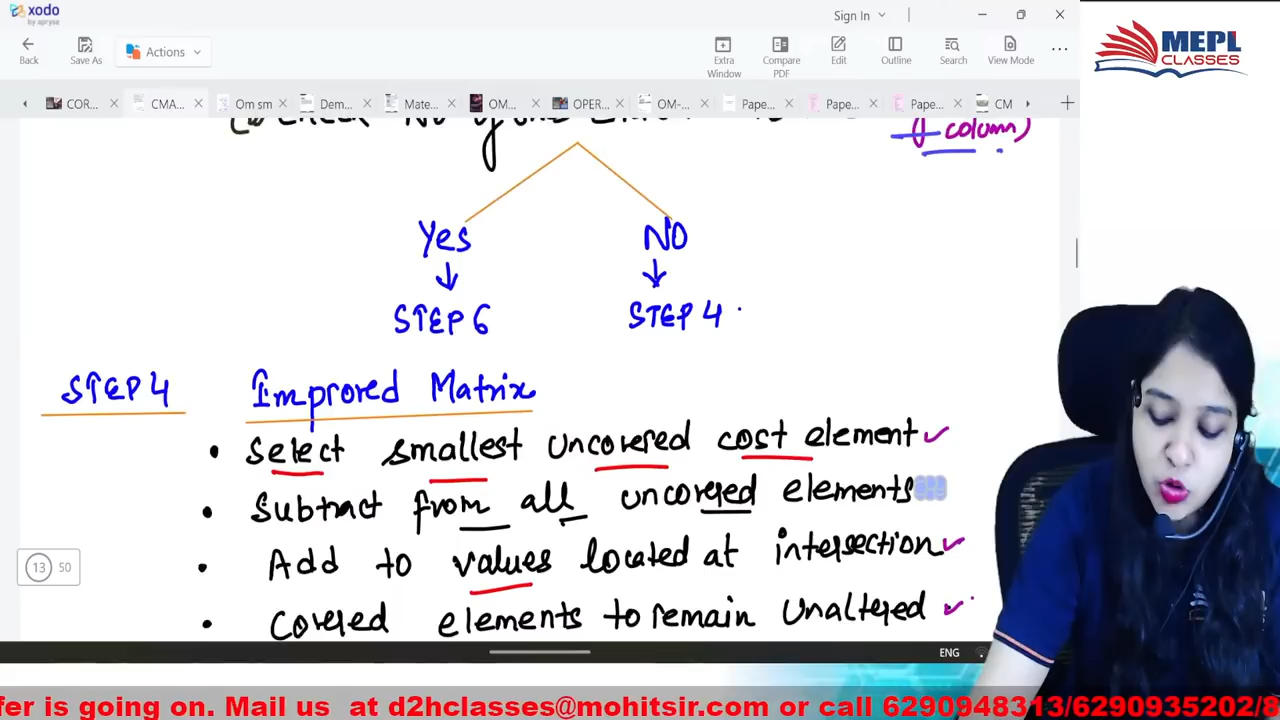 xodo
by apryse
Sign In
Back
Save As
Actions
Extra Window
Compare PDF
Edit
Outline
Search
View Mode
MEPL
CLASSES
COR...
CMA...
Om sm
Dem...
Mate...
OM...
OPER...
OM-...
Pape...
Pape...
Pape...
CM
column)
Yes
NO
STEP 6
STEP 4
STEP 4 Improved Matrix
• Select smallest uncovered cost element ✓
• Subtract from all uncovered elements
• Add to values located at intersection ✓
• Covered elements to remain Unaltered ✓
13 50
ENG
fer is going on. Mail us at d2hclasses@mohitsir.com or call 6290948313/6290935202/8